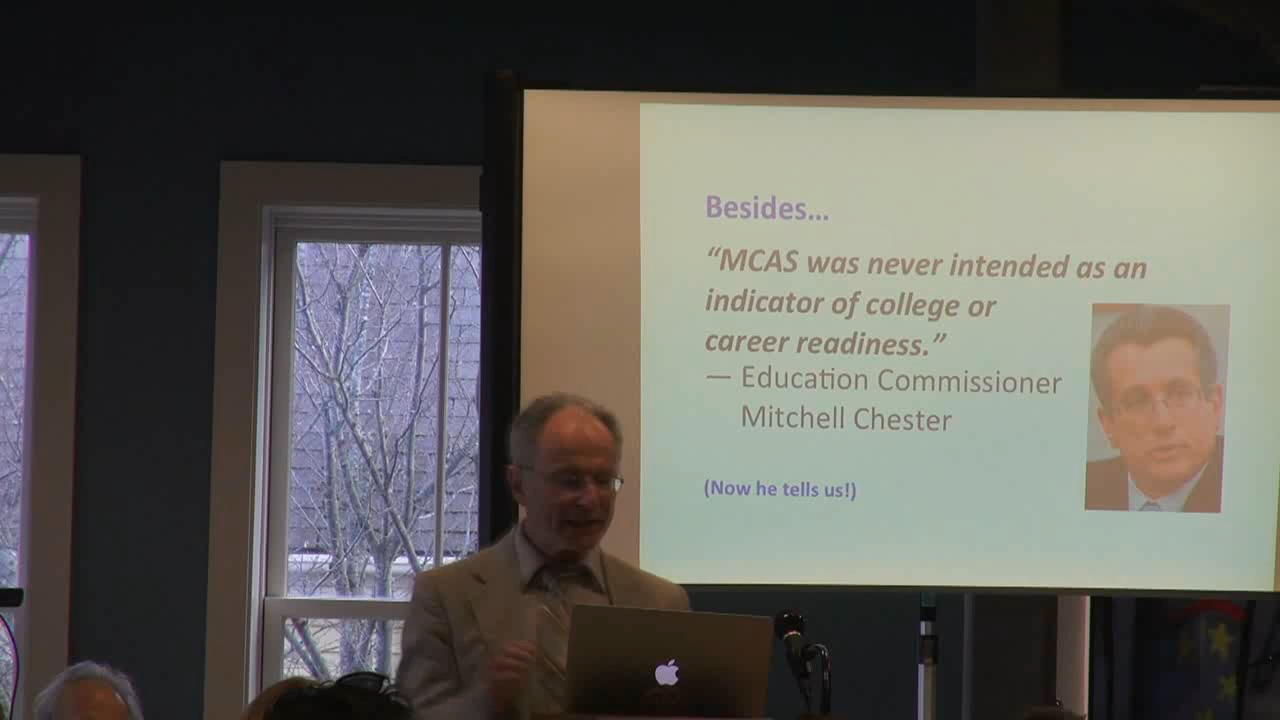 Besides…
“MCAS was never intended as an
indicator of college or
career readiness.”
— Education Commissioner
Mitchell Chester
(Now he tells us!)